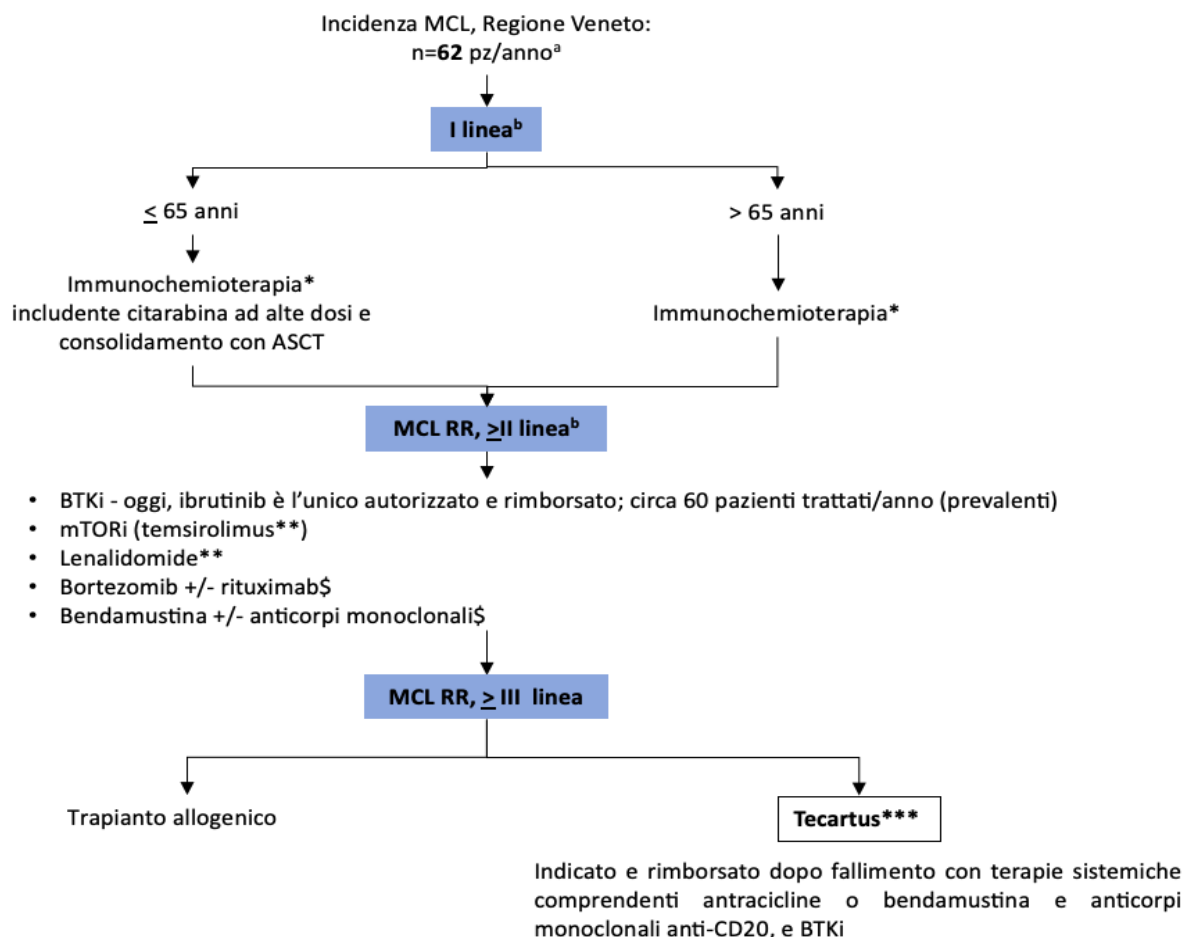 Incidenza MCL, Regione Veneto:
n=62 pz/annoᵃ
I lineaᵇ
≤ 65 anni
> 65 anni
Immunochemioterapia*
includente citarabina ad alte dosi e
consolidamento con ASCT
Immunochemioterapia*
MCL RR, ≥II lineaᵇ
• BTKi - oggi, ibrutinib è l'unico autorizzato e rimborsato; circa 60 pazienti trattati/anno (prevalenti)
• mTORi (temsirolimus**)
• Lenalidomide**
• Bortezomib +/- rituximab$
• Bendamustina +/- anticorpi monoclonali$
MCL RR, ≥ III linea
Trapianto allogenico
Tecartus***
Indicato e rimborsato dopo fallimento con terapie sistemiche
comprendenti antracicline o bendamustina e anticorpi
monoclonali anti-CD20, e BTKi